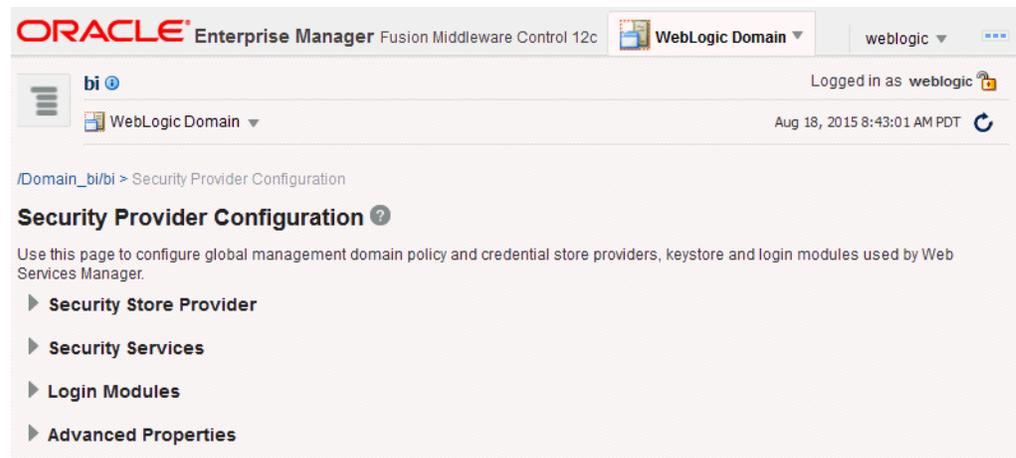 ORACLE Enterprise Manager Fusion Middleware Control 12c WebLogic Domain weblogic
bi
Logged in as weblogic
WebLogic Domain
Aug 18, 2015 8:43:01 AM PDT
/Domain_bi/bi > Security Provider Configuration
Security Provider Configuration ?
Use this page to configure global management domain policy and credential store providers, keystore and login modules used by Web
Services Manager.
Security Store Provider
Security Services
Login Modules
Advanced Properties